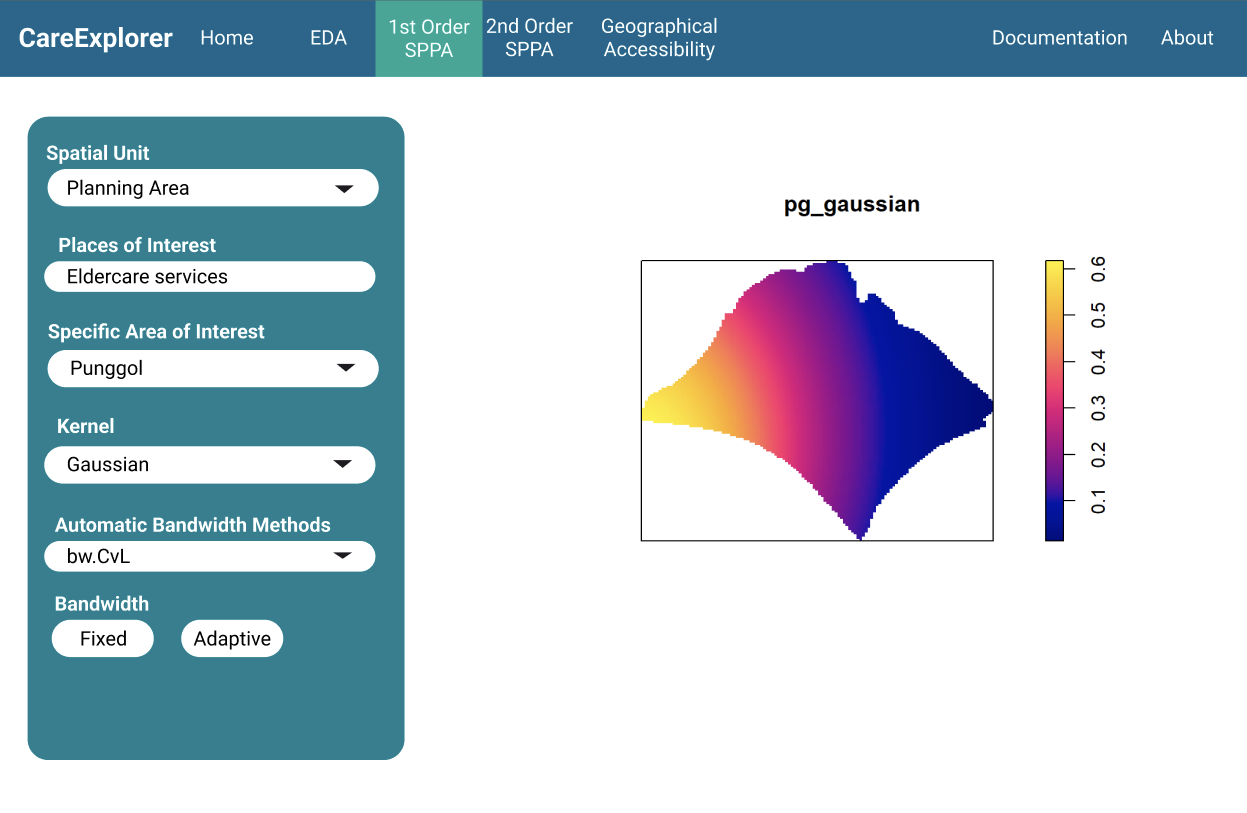 CareExplorer
Home
EDA
1st Order
SPPA
2nd Order
SPPA
Geographical
Accessibility
Documentation
About
Spatial Unit
Planning Area
Places of Interest
Eldercare services
Specific Area of Interest
Punggol
Kernel
Gaussian
Automatic Bandwidth Methods
bw.CvL
Bandwidth
Fixed
Adaptive
pg_gaussian
0.6
0.5
0.4
0.3
0.2
0.1